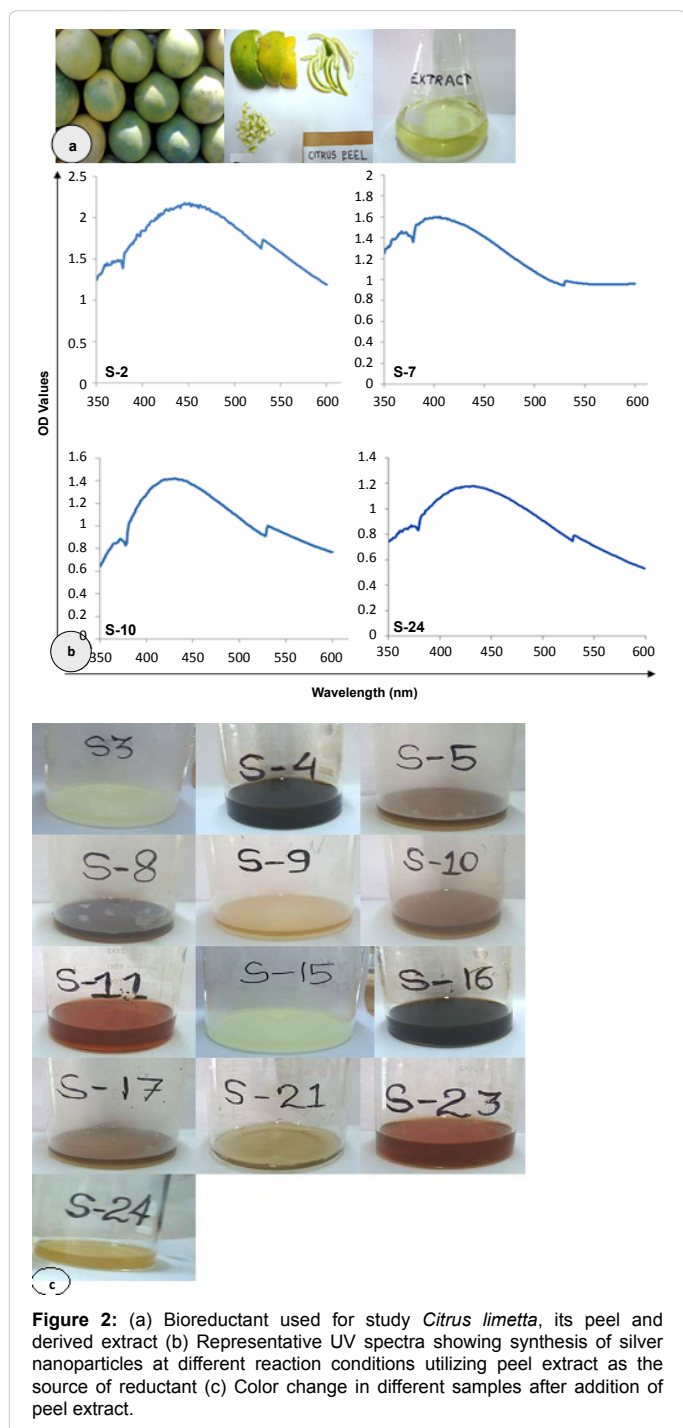 EXTRACT
CITRUS PEEL
a
2.5
2
1.5
1
0.5
0
S-2
350 400 450 500 550 600
2
1.8
1.6
1.4
1.2
1
0.8
0.6
0.4
0.2
0
S-7
350 400 450 500 550 600
OD Values
1.6
1.4
1.2
1
0.8
0.6
0.4
0.2
0
S-10
350 400 450 500 550 600
1.4
1.2
1
0.8
0.6
0.4
0.2
0
S-24
350 400 450 500 550 600
b
Wavelength (nm)
S3 S-4 S-5
S-8 S-9 S-10
S-11 S-15 S-16
S-17 S-21 S-23
S-24
c
Figure 2: (a) Bioreductant used for study Citrus limetta, its peel and
derived extract (b) Representative UV spectra showing synthesis of silver
nanoparticles at different reaction conditions utilizing peel extract as the
source of reductant (c) Color change in different samples after addition of
peel extract.